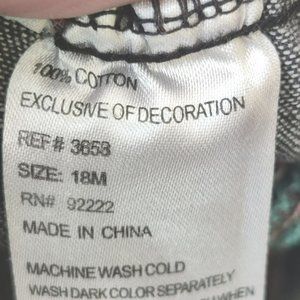 100% COTTON
EXCLUSIVE OF DECORATION
REF# 3658
SIZE: 18M
RN# 92222
MADE IN CHINA
MACHINE WASH COLD
WASH DARK COLOR SEPARATELY
WHEN